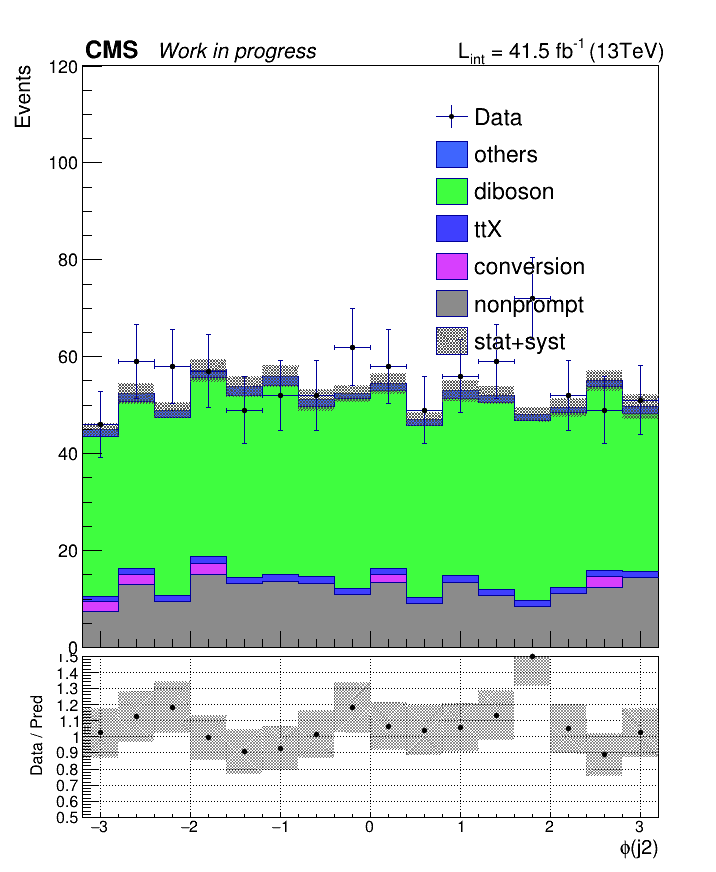 CMS Work in progress L_int = 41.5 fb⁻¹ (13TeV)
Events
120
100
80
60
40
20
0
Data
others
diboson
ttX
conversion
nonprompt
stat+syst
Data / Pred
1.5
1.4
1.3
1.2
1.1
1
0.9
0.8
0.7
0.6
0.5
−3 −2 −1 0 1 2 3
ϕ(j2)